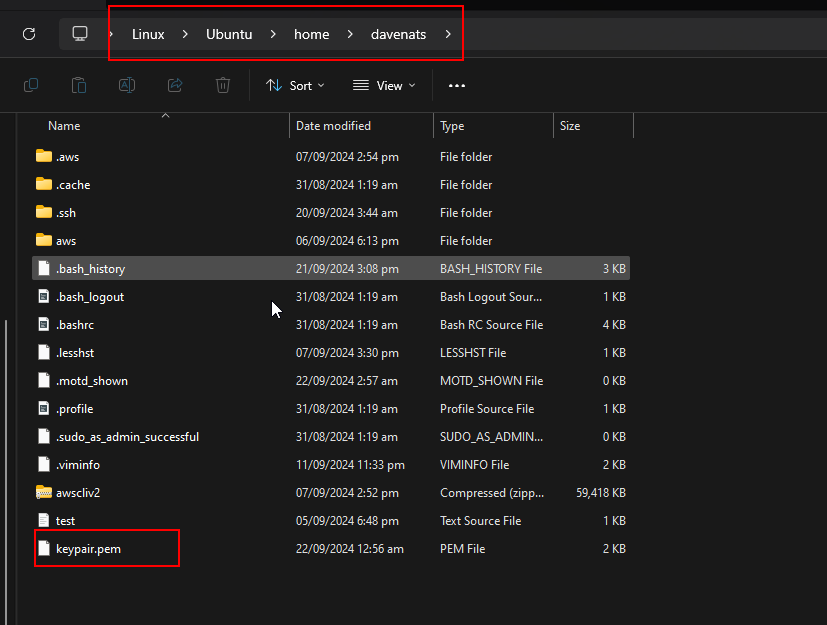 Linux > Ubuntu > home > davenats >
Sort View •••
Name Date modified Type Size
.aws 07/09/2024 2:54 pm File folder
.cache 31/08/2024 1:19 am File folder
.ssh 20/09/2024 3:44 am File folder
aws 06/09/2024 6:13 pm File folder
.bash_history 21/09/2024 3:08 pm BASH_HISTORY File 3 KB
.bash_logout 31/08/2024 1:19 am Bash Logout Sour... 1 KB
.bashrc 31/08/2024 1:19 am Bash RC Source File 4 KB
.lesshst 07/09/2024 3:30 pm LESSHST File 1 KB
.motd_shown 22/09/2024 2:57 am MOTD_SHOWN File 0 KB
.profile 31/08/2024 1:19 am Profile Source File 1 KB
.sudo_as_admin_successful 31/08/2024 1:19 am SUDO_AS_ADMIN... 0 KB
.viminfo 11/09/2024 11:33 pm VIMINFO File 2 KB
awscliv2 07/09/2024 2:52 pm Compressed (zipp... 59,418 KB
test 05/09/2024 6:48 pm Text Source File 1 KB
keypair.pem 22/09/2024 12:56 am PEM File 2 KB